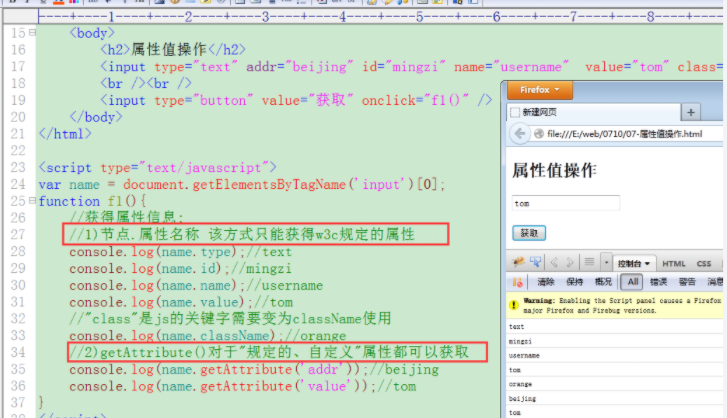 ----+----1----+----2----+----3----+----4----+----5----+----6----+----7----+----8----+---
15 <body>
16 <h2>属性值操作</h2>
17 <input type="text" addr="beijing" id="mingzi" name="username"  value="tom" class=
18 <br /><br />
19 <input type="button" value="获取" onclick="f1()" />
20 </body>
21 </html>
22
23 <script type="text/javascript">
24 var name = document.getElementsByTagName('input')[0];
25 function f1(){
26 //获得属性信息:
27 //1)节点.属性名称 该方式只能获得w3c规定的属性
28 console.log(name.type);//text
29 console.log(name.id);//mingzi
30 console.log(name.name);//username
31 console.log(name.value);//tom
32 //"class"是js的关键字需要变为className使用
33 console.log(name.className);//orange
34 //2)getAttribute()对于"规定的、自定义"属性都可以获取
35 console.log(name.getAttribute('addr'));//beijing
36 console.log(name.getAttribute('value'));//tom
37 }
Firefox
新建网页
+
file:///E:/web/0710/07-属性值操作.html
属性值操作
tom
获取
控制台 HTML CSS
清除 保持 概况 All 错误 警告 消息
Warning: Enabling the Script panel causes a Firefox
major Firefox and Firebug versions.
text
mingzi
username
tom
orange
beijing
tom